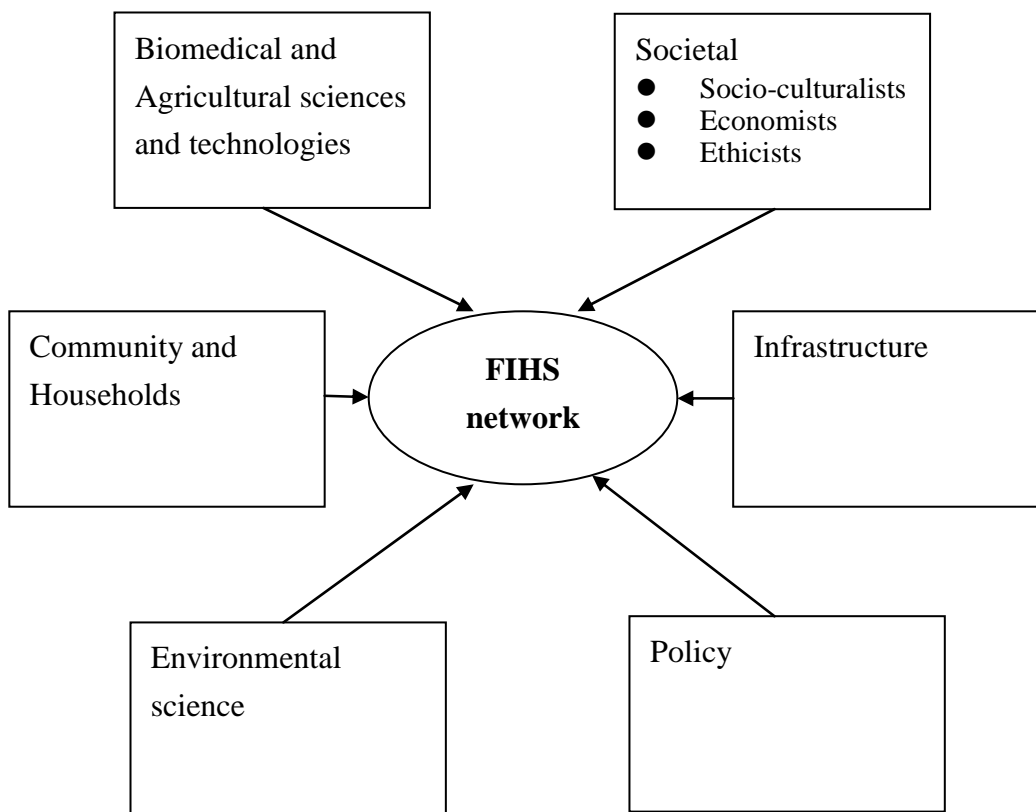 Biomedical and
Agricultural sciences
and technologies
Societal
● Socio-culturalists
● Economists
● Ethicists
Community and
Households
FIHS
network
Infrastructure
Environmental
science
Policy